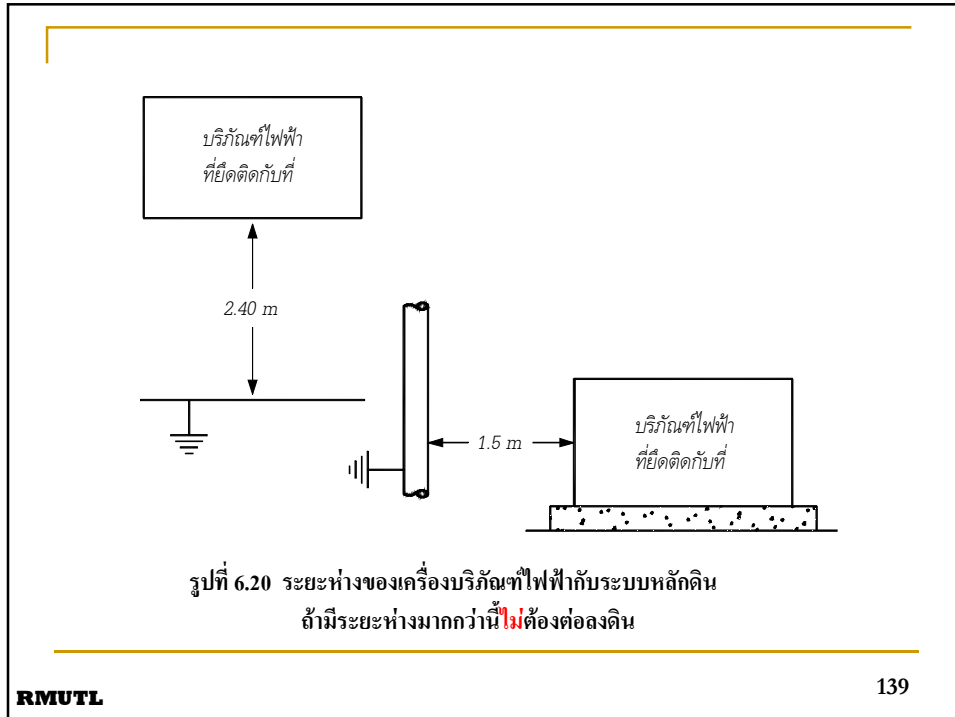 บริภัณฑ์ไฟฟ้า
ที่ยึดติดกับที่
2.40 m
1.5 m
บริภัณฑ์ไฟฟ้า
ที่ยึดติดกับที่
รูปที่ 6.20 ระยะห่างของเครื่องบริภัณฑ์ไฟฟ้ากับระบบหลักดิน
ถ้ามีระยะห่างมากกว่านี้ไม่ต้องต่อลงดิน
RMUTL
139